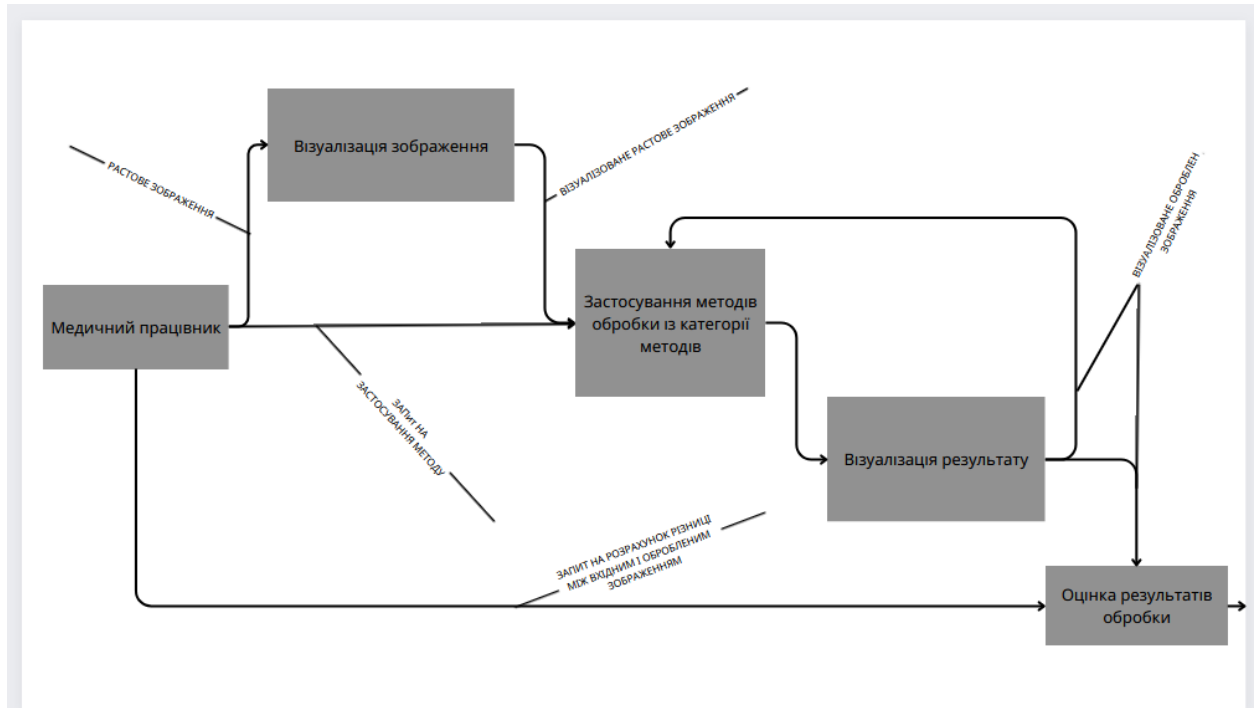 Візуалізація зображення
РАСТОВЕ ЗОБРАЖЕННЯ
ВІЗУАЛІЗОВАНЕ РАСТОВЕ ЗОБРАЖЕННЯ
ВІЗУАЛІЗОВАНЕ ОБРОБЛЕН
ЗОБРАЖЕННЯ
Медичний працівник
Застосування методів
обробки із категорії
методів
ЗАПиТ НА
ЗАСТОСУВАННЯ МЕТОДУ
Візуалізація результату
ЗАПИТ НА РОЗРАХУНОК РІЗНИЦІ
МІЖ ВХІДНИМ І ОБРОБЛЕНИМ
ЗОБРАЖЕННЯМ
Оцінка результатів
обробки